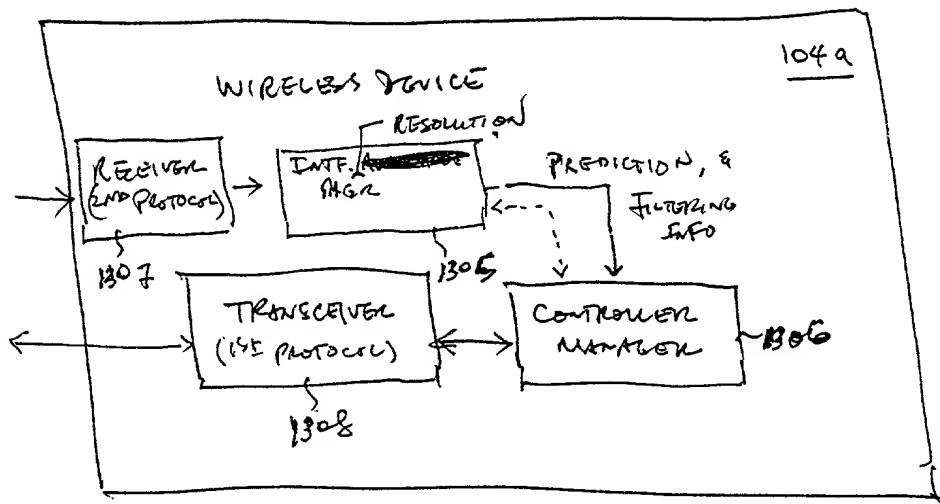 104a
WIRELESS DEVICE
RESOLUTION
RECEIVER
(2ND PROTOCOL)
INTF.
MGR
PREDICTION, &
FILTERING
INFO
1307
1305
TRANSCEIVER
(1ST PROTOCOL)
CONTROLLER
MANAGER
1306
1308